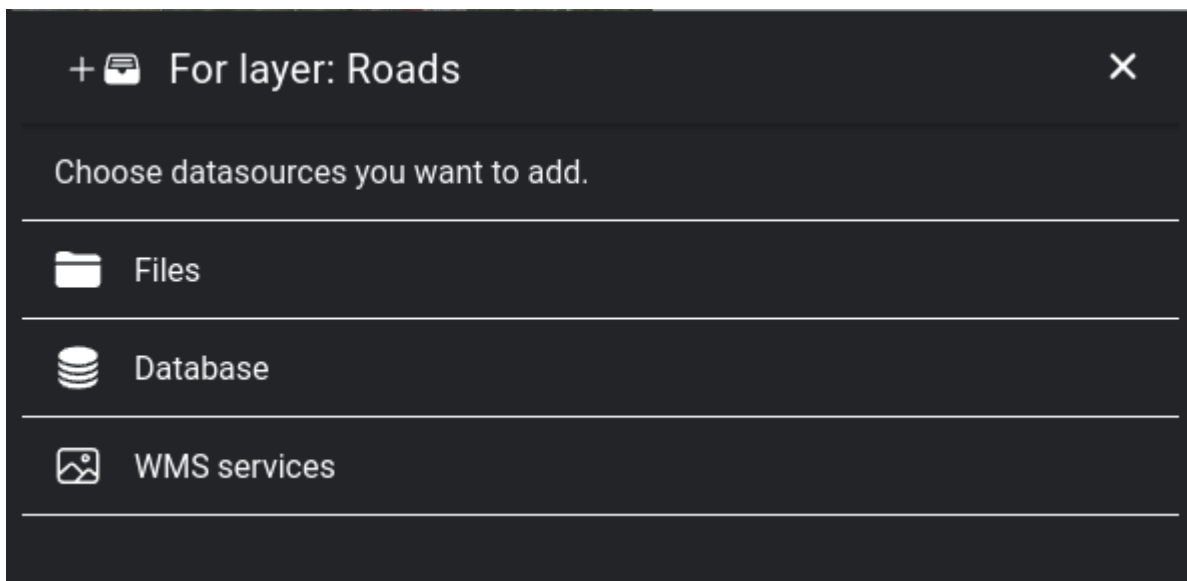 For layer: Roads
Choose datasources you want to add.
Files
Database
WMS services